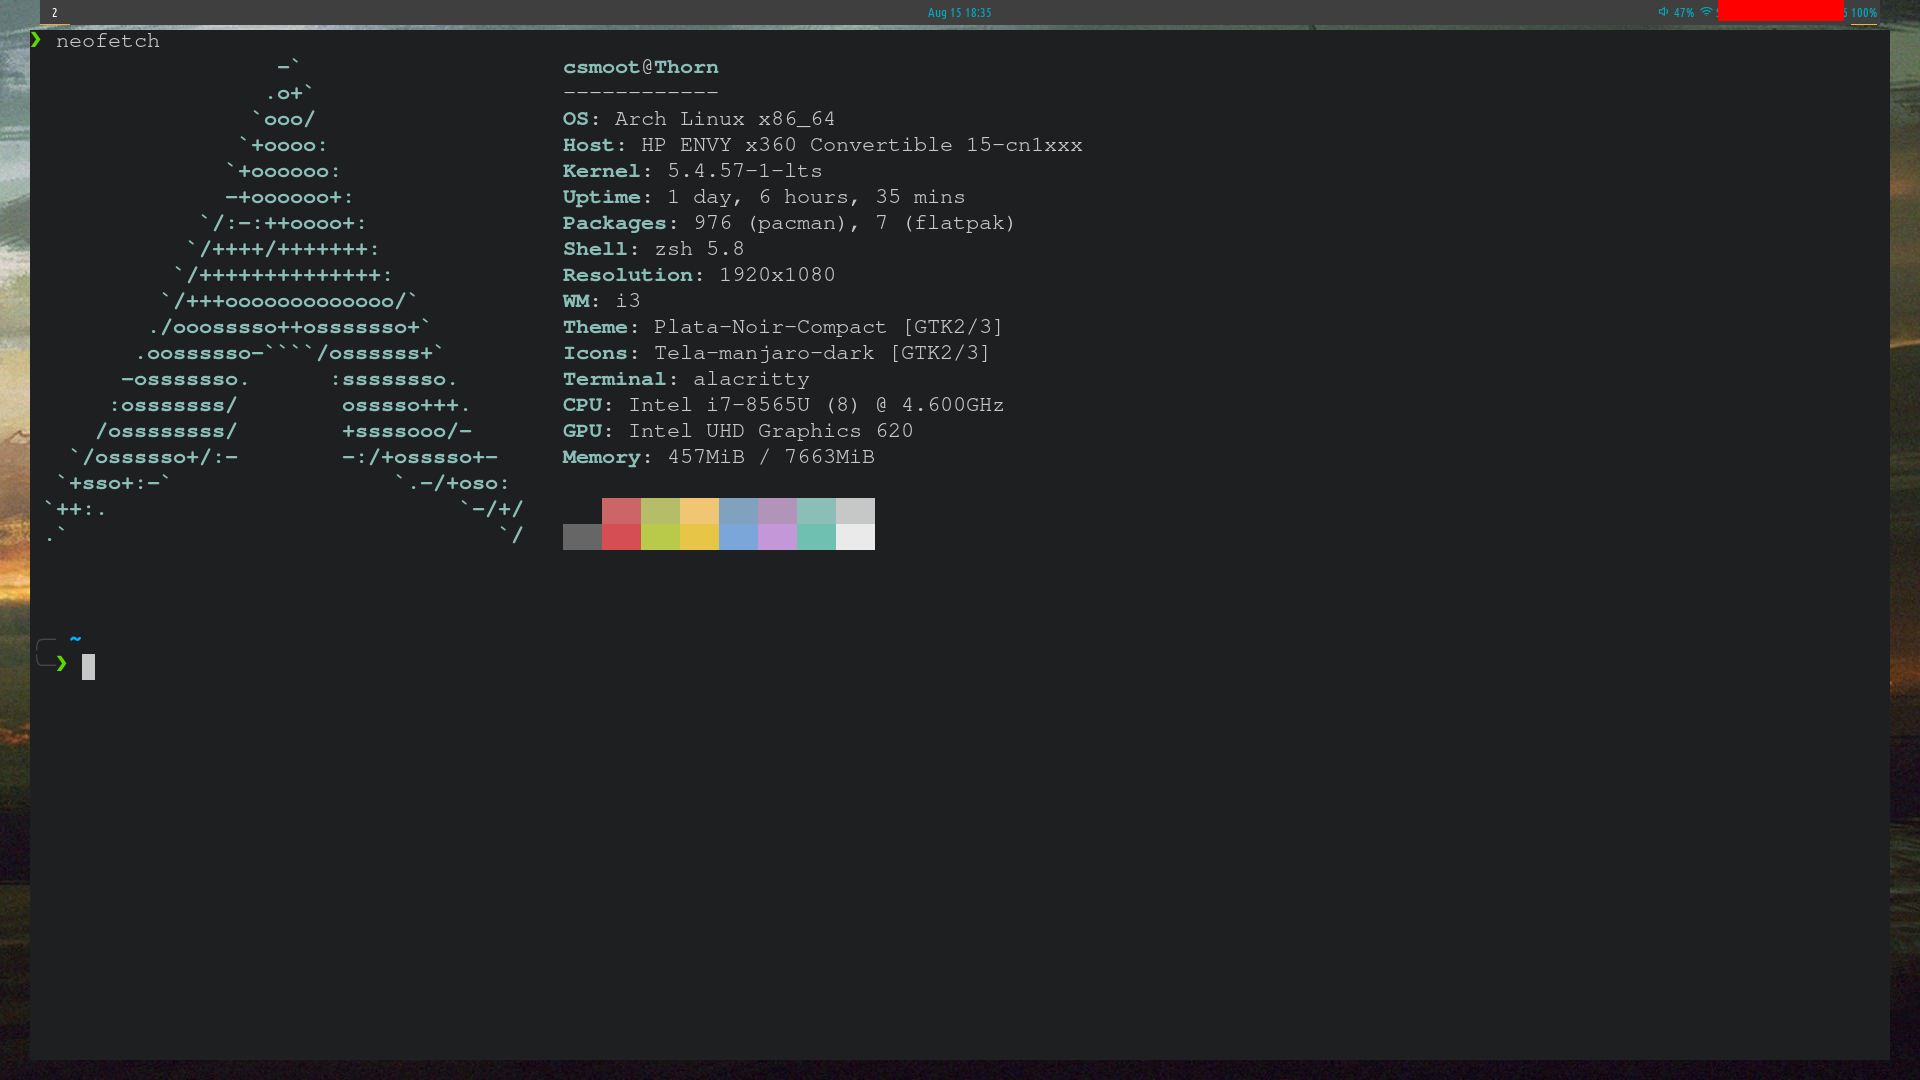 2 Aug 15 18:35 47% 100%
❯ neofetch
-` csmoot@Thorn
.o+` ------------
`ooo/ OS: Arch Linux x86_64
`+oooo: Host: HP ENVY x360 Convertible 15-cn1xxx
`+oooooo: Kernel: 5.4.57-1-lts
-+oooooo+: Uptime: 1 day, 6 hours, 35 mins
`/:-:++oooo+: Packages: 976 (pacman), 7 (flatpak)
`/++++/+++++++: Shell: zsh 5.8
`/++++++++++++++: Resolution: 1920x1080
`/+++ooooooooooooo/` WM: i3
./ooosssso++osssssso+` Theme: Plata-Noir-Compact [GTK2/3]
.oossssso-````/ossssss+` Icons: Tela-manjaro-dark [GTK2/3]
-osssssso. :ssssssso. Terminal: alacritty
:osssssss/ osssso+++. CPU: Intel i7-8565U (8) @ 4.600GHz
/ossssssss/ +ssssooo/- GPU: Intel UHD Graphics 620
`/ossssso+/:- -:/+osssso+- Memory: 457MiB / 7663MiB
`+sso+:-` `.-/+oso:
`++:. `-/+/
.` `/
~
❯